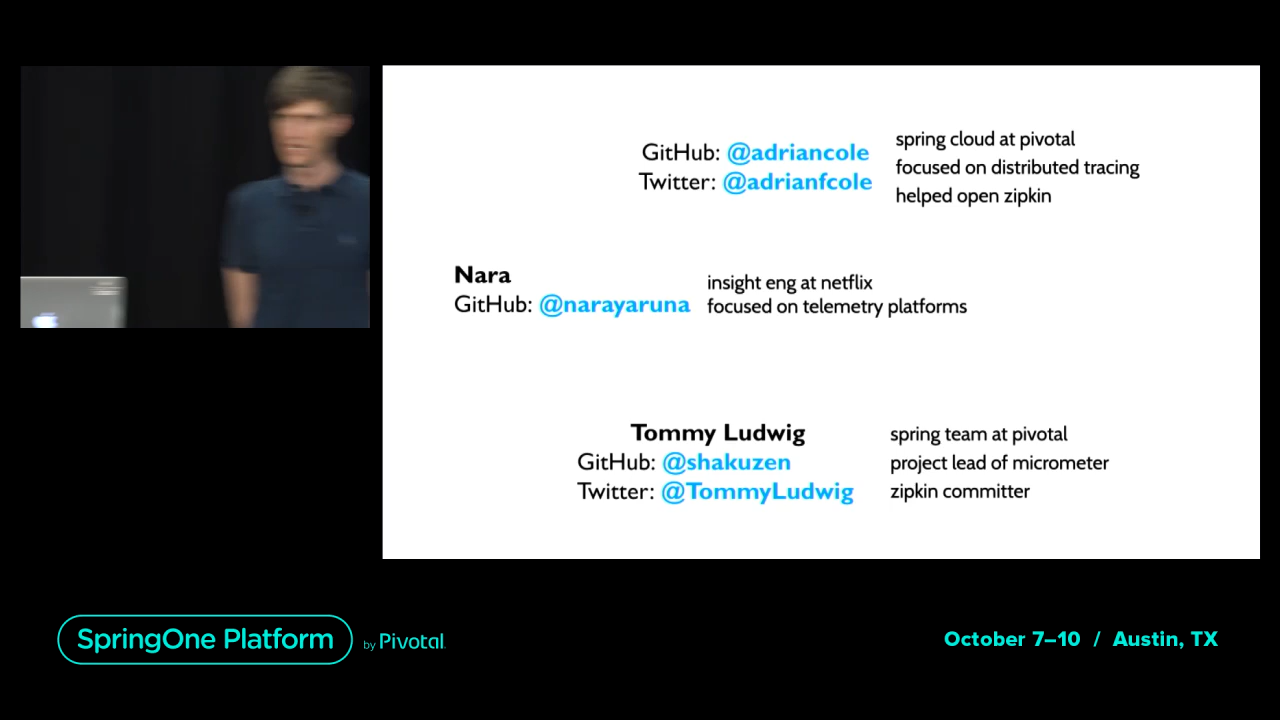 GitHub: @adriancole
Twitter: @adrianfcole
spring cloud at pivotal
focused on distributed tracing
helped open zipkin
Nara
GitHub: @narayaruna
insight eng at netflix
focused on telemetry platforms
Tommy Ludwig
GitHub: @shakuzen
Twitter: @TommyLudwig
spring team at pivotal
project lead of micrometer
zipkin committer
SpringOne Platform
by Pivotal
October 7–10 / Austin, TX